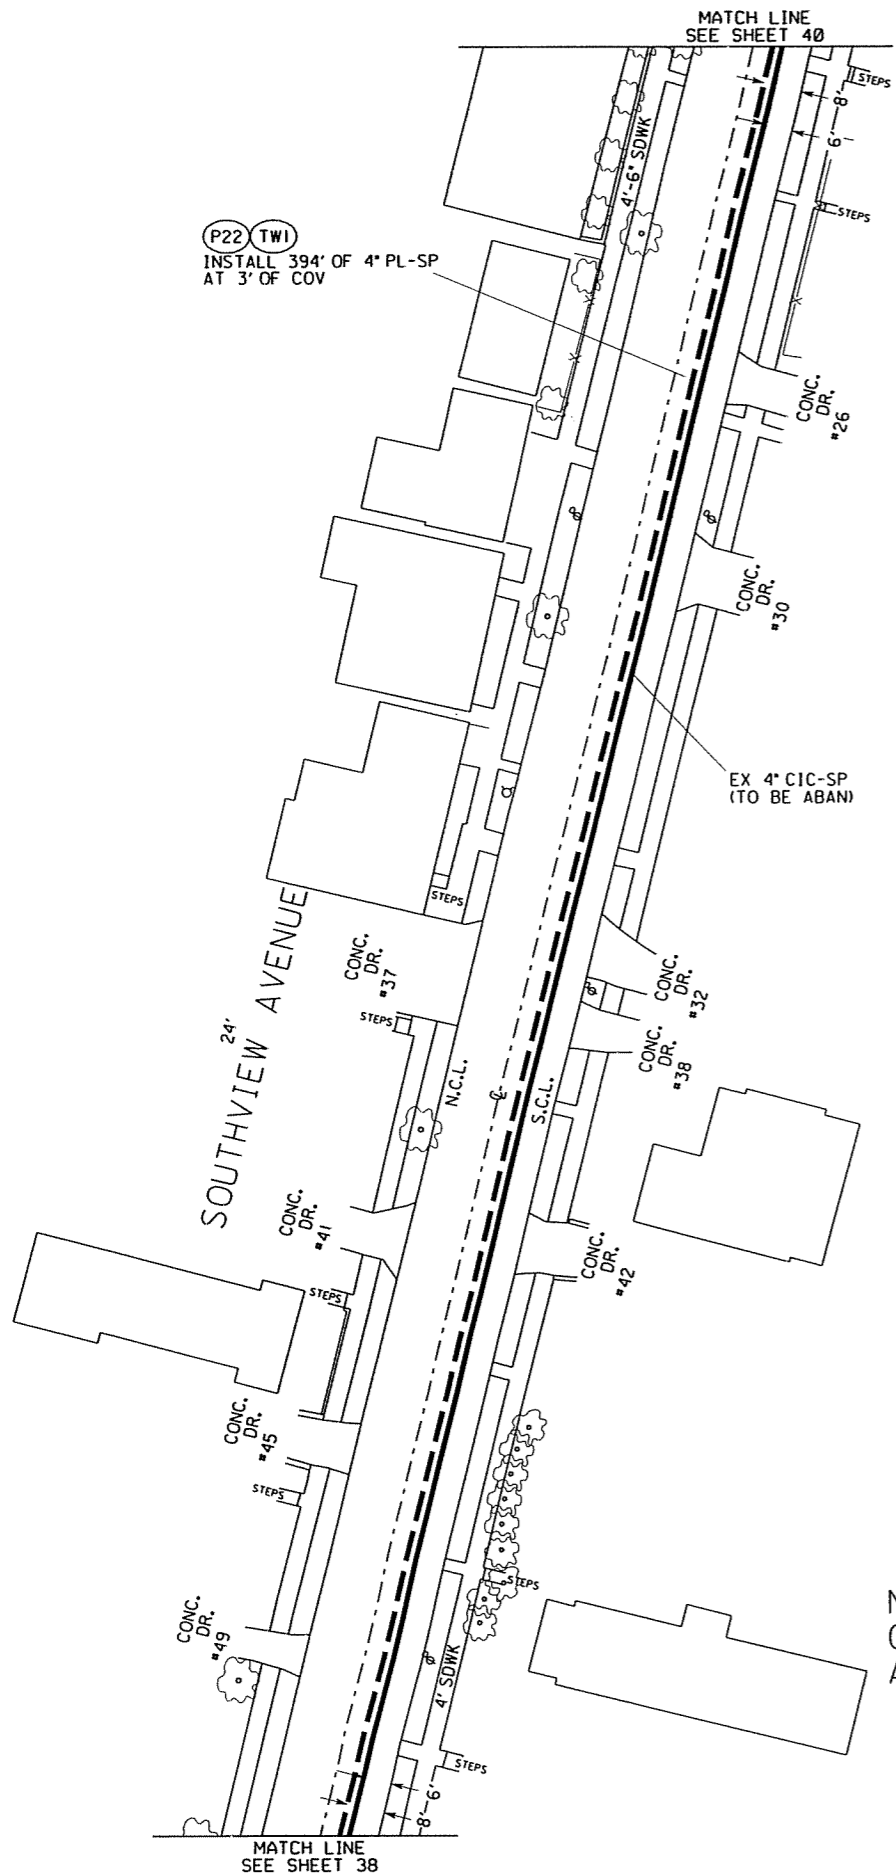 MATCH LINE
SEE SHEET 40
STEPS
8'
6'
4'-6" SDWK
STEPS
P22 TW1
INSTALL 394' OF 4" PL-SP
AT 3' OF COV
CONC.
DR.
#26
CONC.
DR.
#30
EX 4" CIC-SP
(TO BE ABAN)
STEPS
CONC.
DR.
#37
STEPS
CONC.
DR.
#32
CONC.
DR.
#38
SOUTHVIEW AVENUE
24'
N.C.L.
S.C.L.
CONC.
DR.
#41
CONC.
DR.
#42
STEPS
CONC.
DR.
#45
STEPS
STEPS
CONC.
DR.
#49
4' SDWK
STEPS
8'
6'
MATCH LINE
SEE SHEET 38